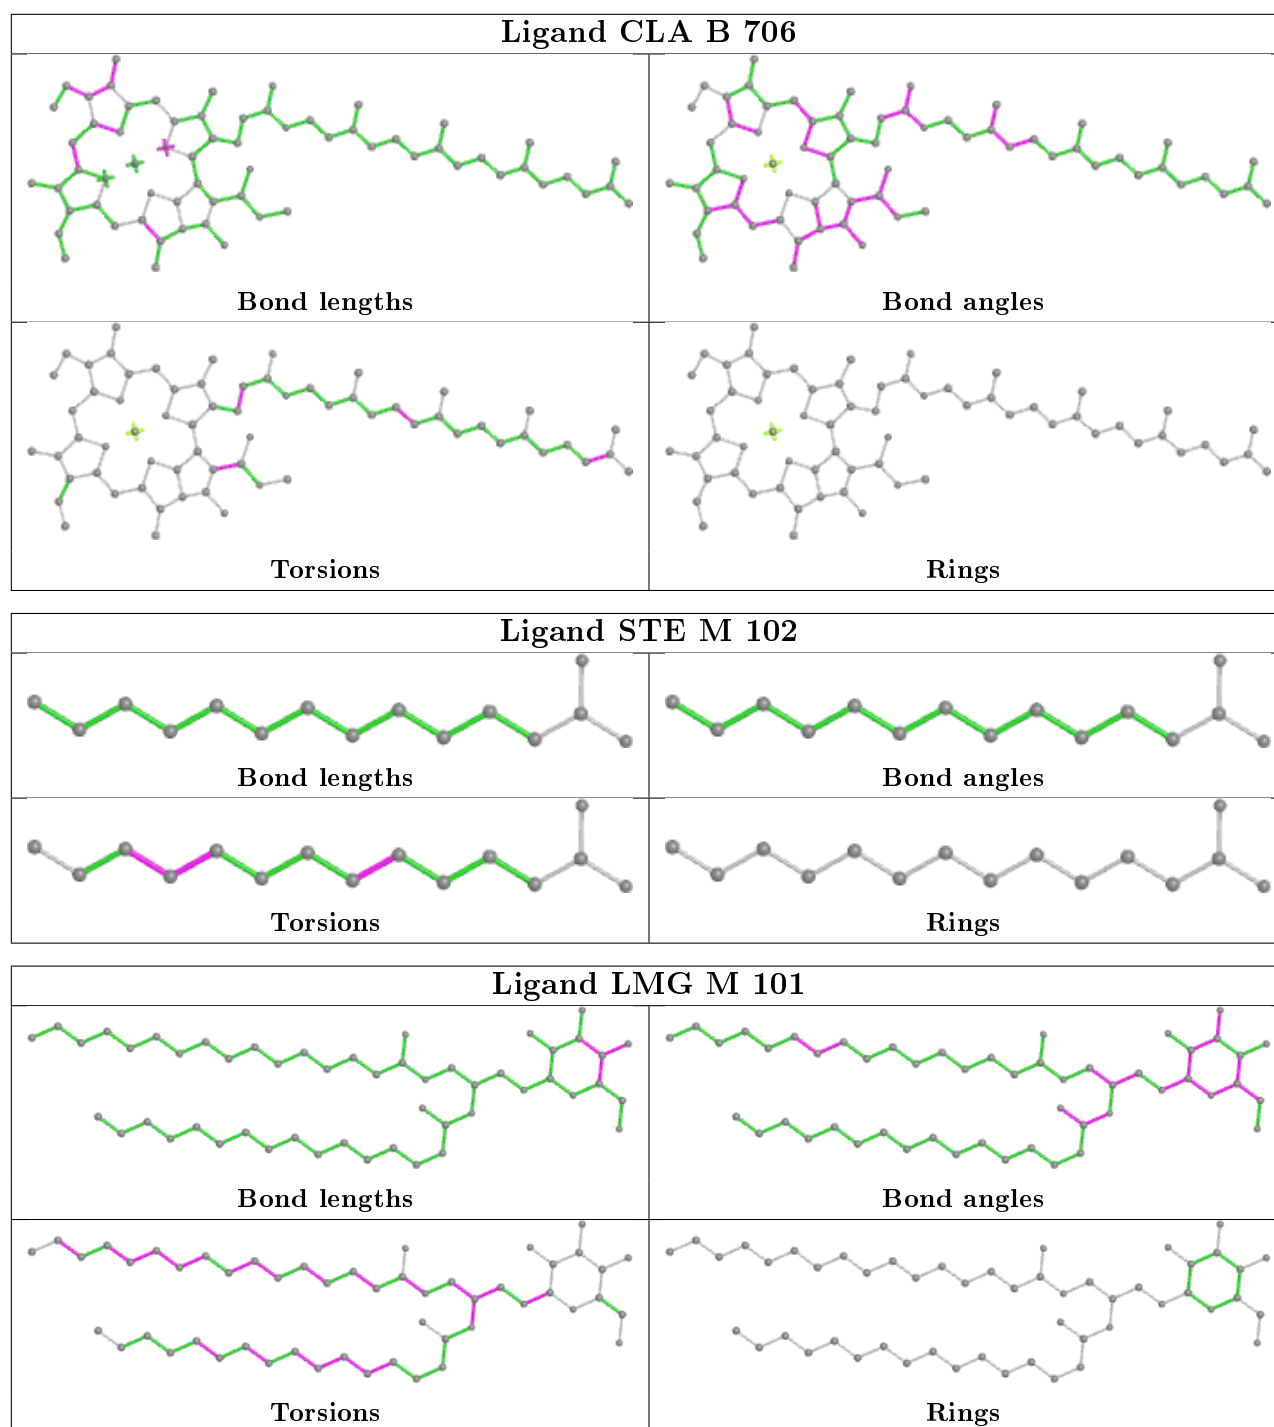 Ligand CLA B 706
Bond lengths
Bond angles
Torsions
Rings
Ligand STE M 102
Bond lengths
Bond angles
Torsions
Rings
Ligand LMG M 101
Bond lengths
Bond angles
Torsions
Rings